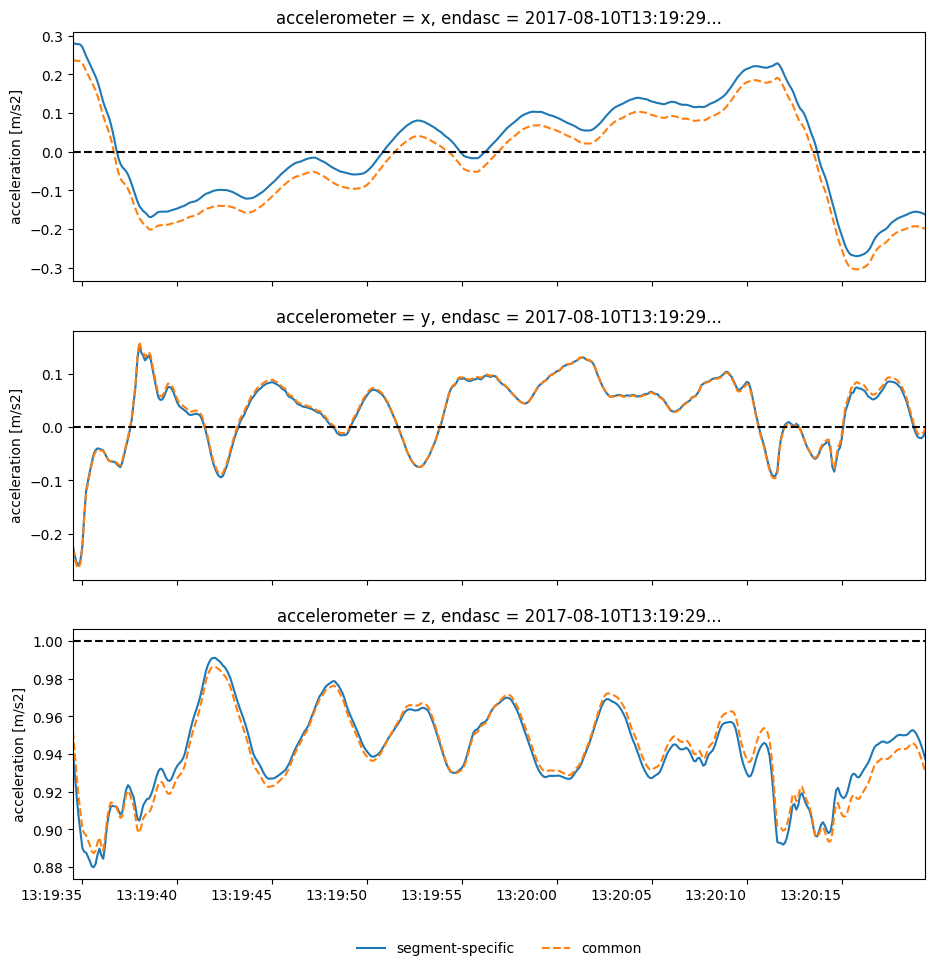 accelerometer = x, endasc = 2017-08-10T13:19:29...
acceleration [m/s2]
0.3
0.2
0.1
0.0
−0.1
−0.2
−0.3
accelerometer = y, endasc = 2017-08-10T13:19:29...
acceleration [m/s2]
0.1
0.0
−0.1
−0.2
accelerometer = z, endasc = 2017-08-10T13:19:29...
acceleration [m/s2]
1.00
0.98
0.96
0.94
0.92
0.90
0.88
13:19:35 13:19:40 13:19:45 13:19:50 13:19:55 13:20:00 13:20:05 13:20:10 13:20:15
segment-specific common